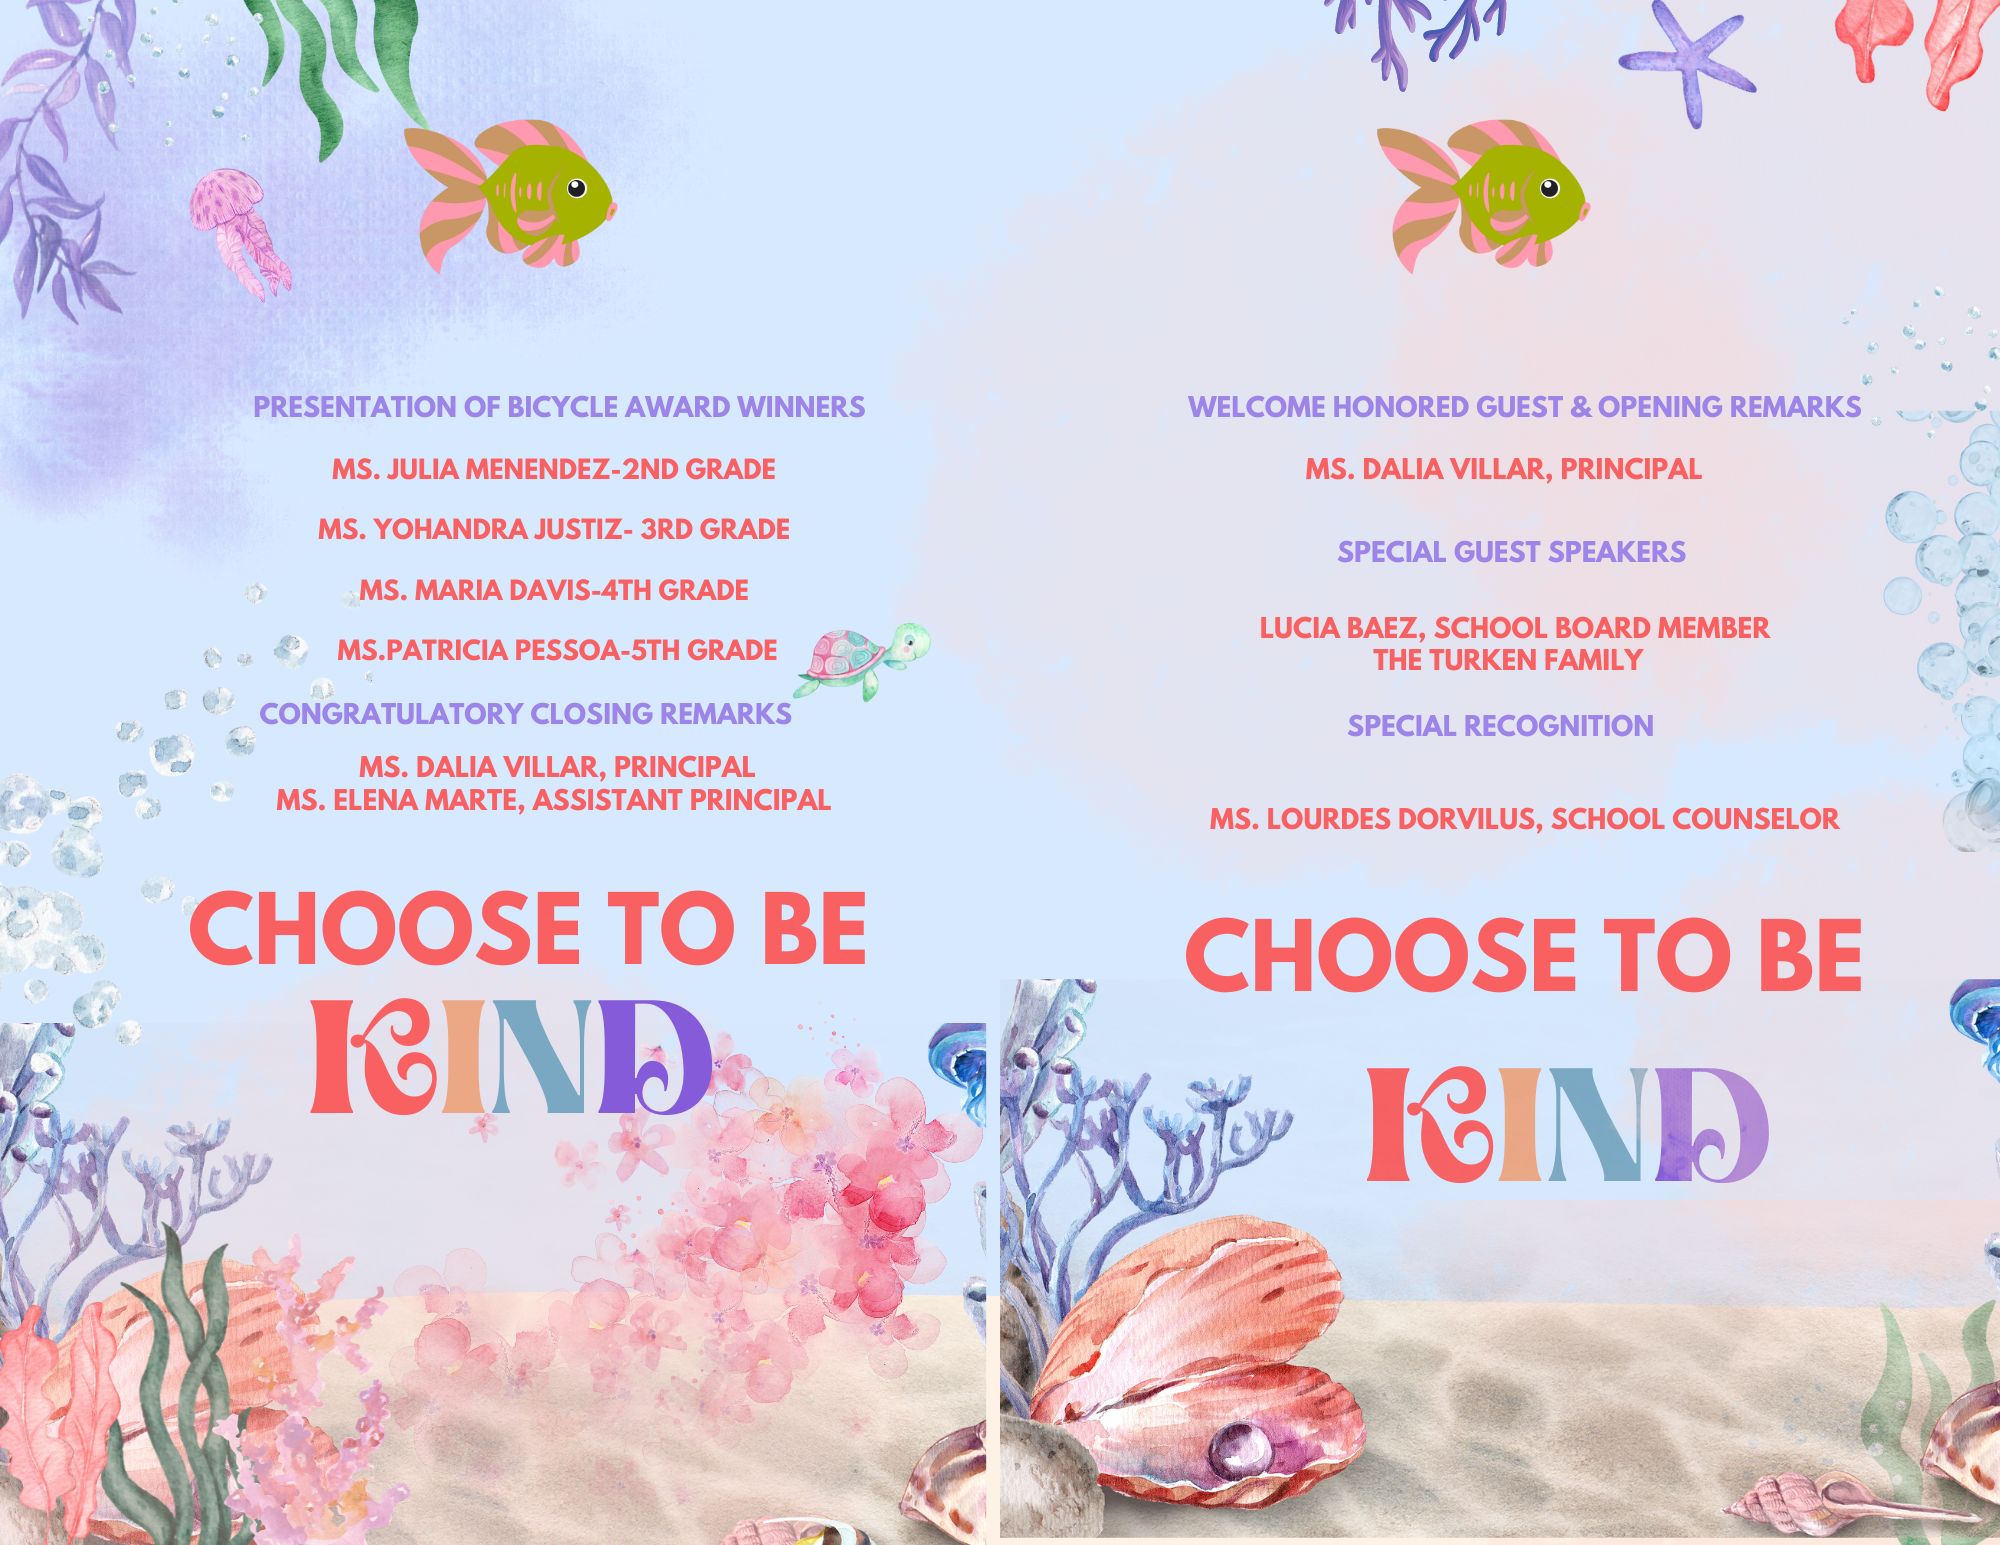 PRESENTATION OF BICYCLE AWARD WINNERS
MS. JULIA MENENDEZ-2ND GRADE
MS. YOHANDRA JUSTIZ- 3RD GRADE
MS. MARIA DAVIS-4TH GRADE
MS.PATRICIA PESSOA-5TH GRADE
CONGRATULATORY CLOSING REMARKS
MS. DALIA VILLAR, PRINCIPAL
MS. ELENA MARTE, ASSISTANT PRINCIPAL
CHOOSE TO BE
KIND
WELCOME HONORED GUEST & OPENING REMARKS
MS. DALIA VILLAR, PRINCIPAL
SPECIAL GUEST SPEAKERS
LUCIA BAEZ, SCHOOL BOARD MEMBER
THE TURKEN FAMILY
SPECIAL RECOGNITION
MS. LOURDES DORVILUS, SCHOOL COUNSELOR
CHOOSE TO BE
KIND